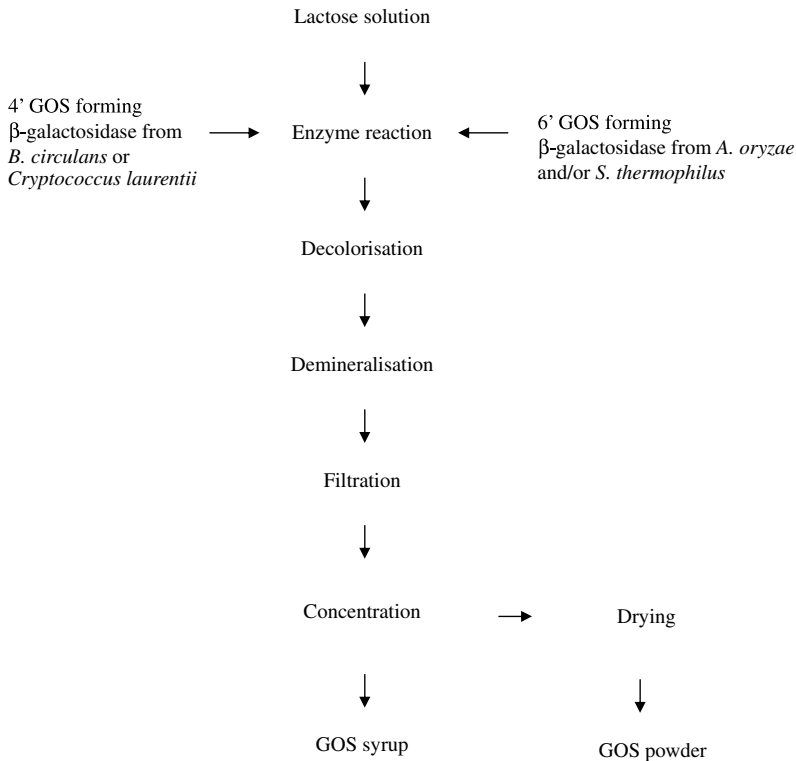 Lactose solution
4’ GOS forming
β-galactosidase from
B. circulans or
Cryptococcus laurentii
Enzyme reaction
6’ GOS forming
β-galactosidase from A. oryzae
and/or S. thermophilus
Decolorisation
Demineralisation
Filtration
Concentration
Drying
GOS syrup
GOS powder